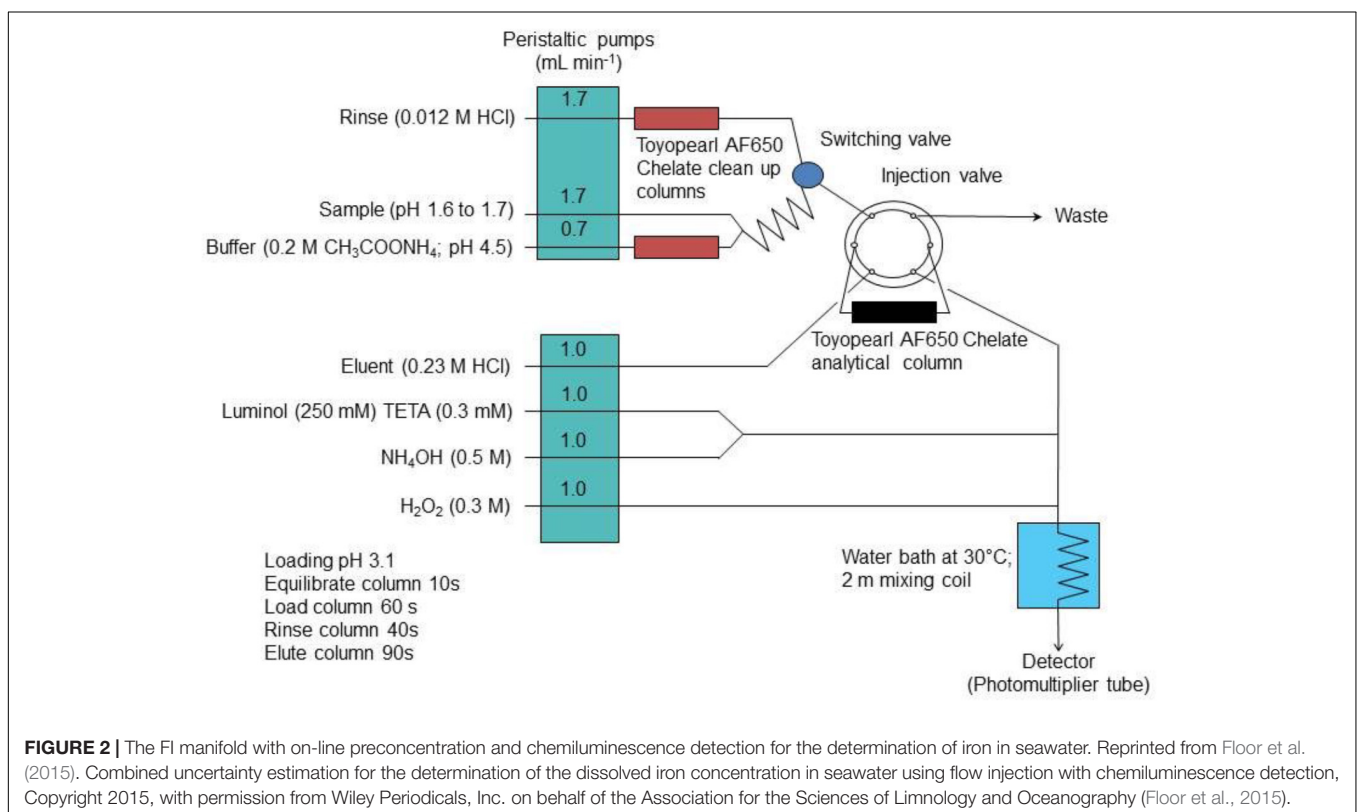 Peristaltic pumps
(mL min⁻¹)
1.7
Rinse (0.012 M HCl)
Toyopearl AF650
Chelate clean up
columns
Switching valve
Injection valve
1.7
Sample (pH 1.6 to 1.7)
Waste
0.7
Buffer (0.2 M CH₃COONH₄; pH 4.5)
Toyopearl AF650 Chelate
analytical column
1.0
Eluent (0.23 M HCl)
1.0
Luminol (250 mM) TETA (0.3 mM)
1.0
NH₄OH (0.5 M)
1.0
H₂O₂ (0.3 M)
Loading pH 3.1
Equilibrate column 10s
Load column 60 s
Rinse column 40s
Elute column 90s
Water bath at 30°C;
2 m mixing coil
Detector
(Photomultiplier tube)
FIGURE 2 | The FI manifold with on-line preconcentration and chemiluminescence detection for the determination of iron in seawater. Reprinted from Floor et al.
(2015). Combined uncertainty estimation for the determination of the dissolved iron concentration in seawater using flow injection with chemiluminescence detection,
Copyright 2015, with permission from Wiley Periodicals, Inc. on behalf of the Association for the Sciences of Limnology and Oceanography (Floor et al., 2015).